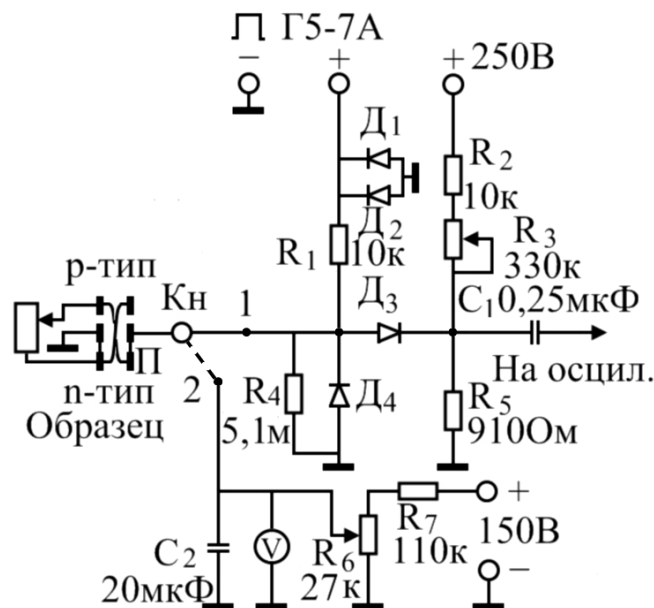 Г5-7А
− + + 250В
Д1
R2
10к
Д2
R1 10к
R3
330к
р-тип
Кн 1
Д3
С1 0,25мкФ
П
На осцил.
n-тип 2
R4
Д4
R5
Образец 5,1м
910Ом
+
R7
150В
С2
V
R6
110к
−
20мкФ
27к